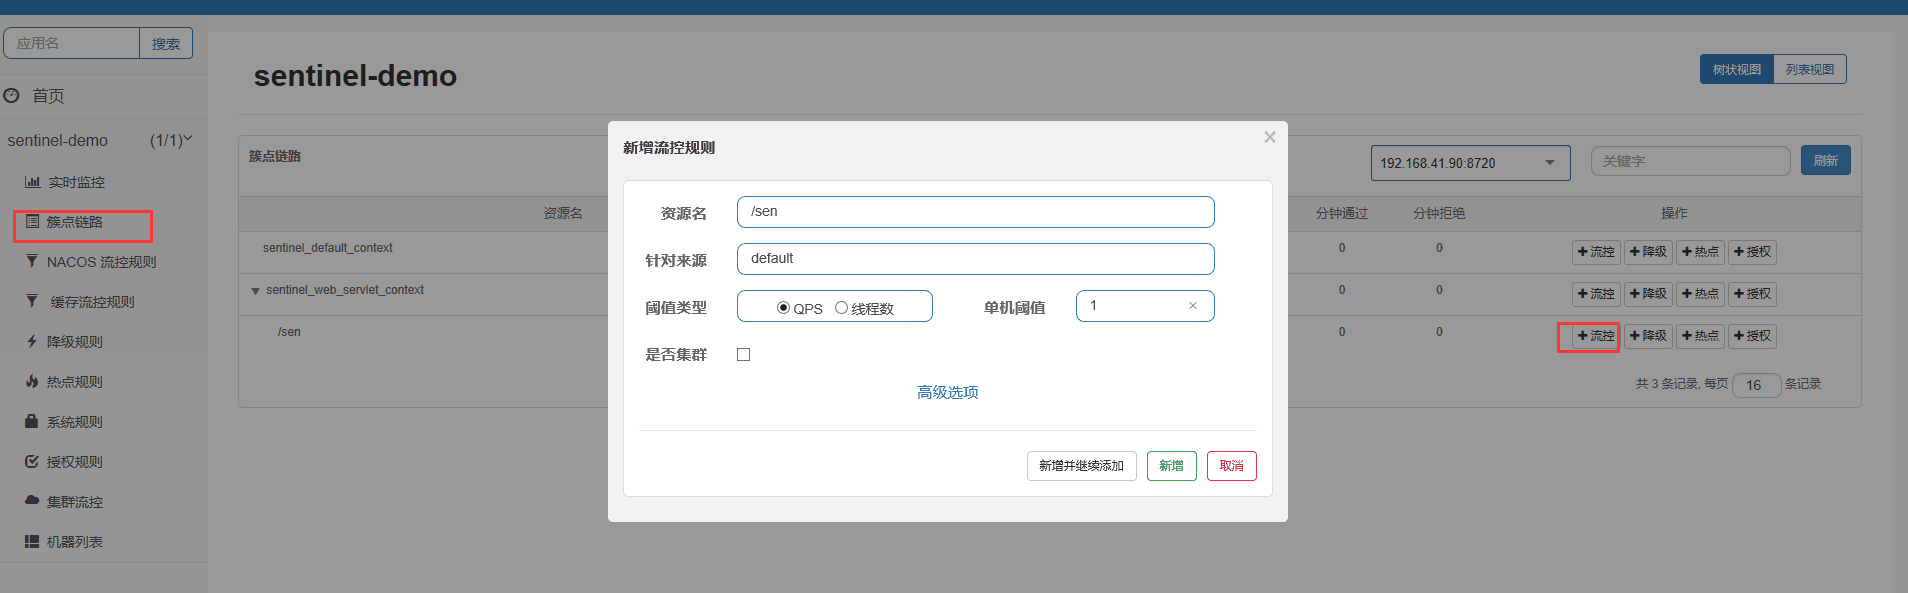 应用名 搜索
首页
sentinel-demo (1/1)
实时监控
簇点链路
NACOS 流控规则
缓存流控规则
降级规则
热点规则
系统规则
授权规则
集群流控
机器列表
sentinel-demo
树状视图 列表视图
簇点链路
192.168.41.90:8720 关键字 刷新
资源名 分钟通过 分钟拒绝 操作
sentinel_default_context 0 0 流控 降级 热点 授权
sentinel_web_servlet_context 0 0 流控 降级 热点 授权
/sen 0 0 流控 降级 热点 授权
共 3 条记录, 每页 16 条记录
新增流控规则 ×
资源名 /sen
针对来源 default
阈值类型 QPS 线程数 单机阈值 1 ×
是否集群
高级选项
新增并继续添加 新增 取消